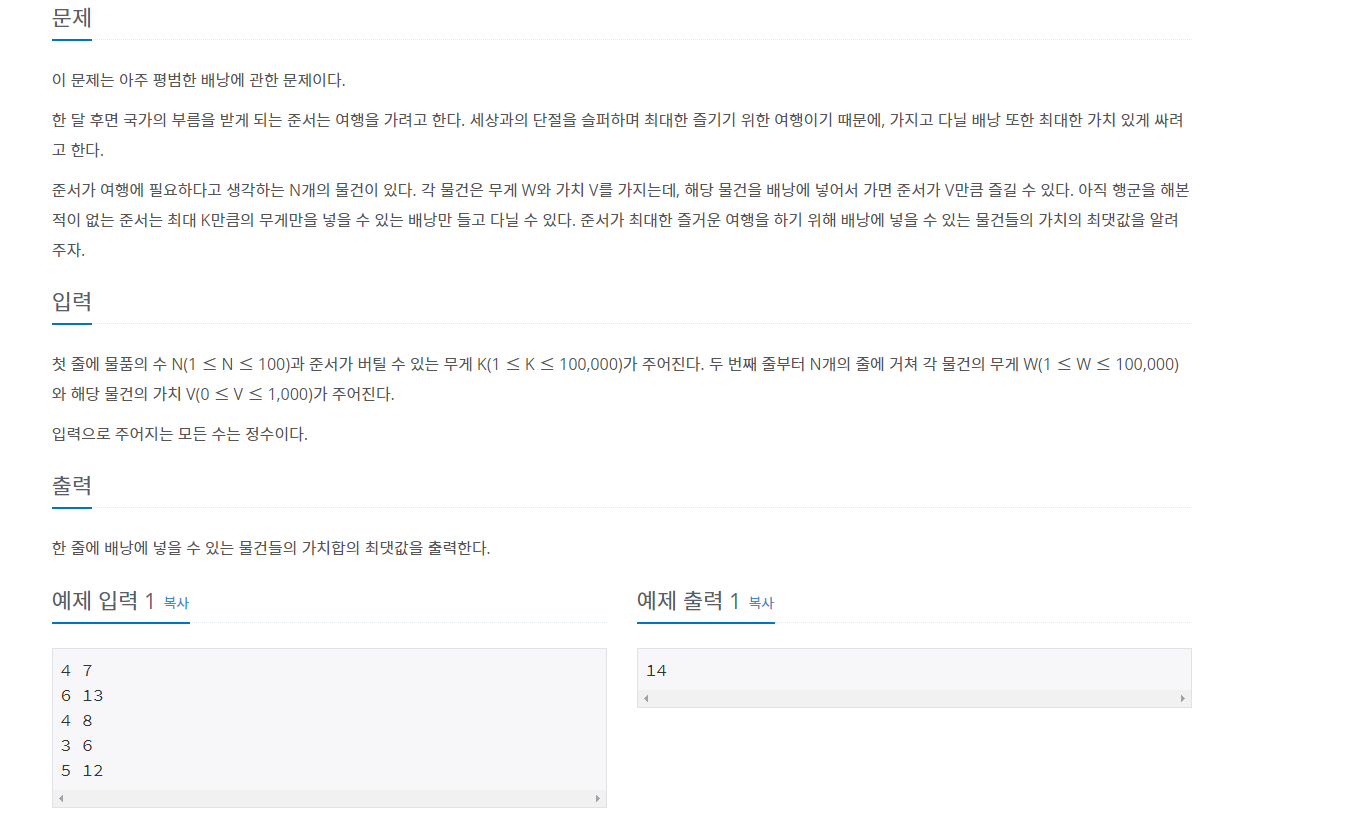 문제
이 문제는 아주 평범한 배낭에 관한 문제이다.
한 달 후면 국가의 부름을 받게 되는 준서는 여행을 가려고 한다. 세상과의 단절을 슬퍼하며 최대한 즐기기 위한 여행이기 때문에, 가지고 다닐 배낭 또한 최대한 가치 있게 싸려
고 한다.
준서가 여행에 필요하다고 생각하는 N개의 물건이 있다. 각 물건은 무게 W와 가치 V를 가지는데, 해당 물건을 배낭에 넣어서 가면 준서가 V만큼 즐길 수 있다. 아직 행군을 해본
적이 없는 준서는 최대 K만큼의 무게만을 넣을 수 있는 배낭만 들고 다닐 수 있다. 준서가 최대한 즐거운 여행을 하기 위해 배낭에 넣을 수 있는 물건들의 가치의 최댓값을 알려
주자.
입력
첫 줄에 물품의 수 N(1 ≤ N ≤ 100)과 준서가 버틸 수 있는 무게 K(1 ≤ K ≤ 100,000)가 주어진다. 두 번째 줄부터 N개의 줄에 거쳐 각 물건의 무게 W(1 ≤ W ≤ 100,000)
와 해당 물건의 가치 V(0 ≤ V ≤ 1,000)가 주어진다.
입력으로 주어지는 모든 수는 정수이다.
출력
한 줄에 배낭에 넣을 수 있는 물건들의 가치합의 최댓값을 출력한다.
예제 입력 1 복사
4 7
6 13
4 8
3 6
5 12
예제 출력 1 복사
14